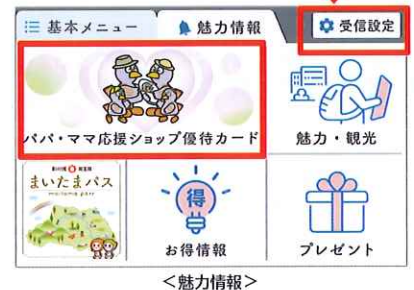 基本メニュー
魅力情報
受信設定
パパ・ママ応援ショップ優待カード
魅力・観光
まいたまパス
得
お得情報
プレゼント
<魅力情報>